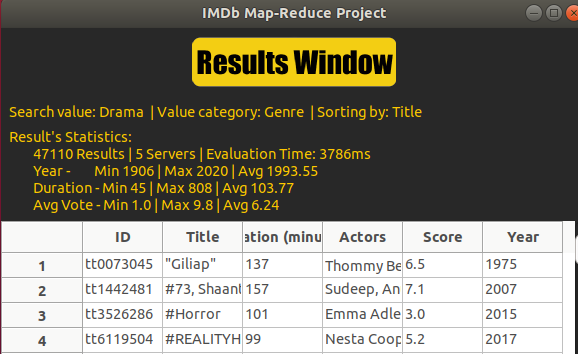 IMDb Map-Reduce Project
Results Window
Search value: Drama | Value category: Genre | Sorting by: Title
Result's Statistics:
47110 Results | 5 Servers | Evaluation Time: 3786ms
Year - Min 1906 | Max 2020 | Avg 1993.55
Duration - Min 45 | Max 808 | Avg 103.77
Avg Vote - Min 1.0 | Max 9.8 | Avg 6.24
ID Title ation (minu Actors Score Year
1 tt0073045 "Giliap" 137 Thommy Be 6.5 1975
2 tt1442481 #73, Shaant 157 Sudeep, An 7.1 2007
3 tt3526286 #Horror 101 Emma Adle 3.0 2015
4 tt6119504 #REALITYH 99 Nesta Coop 5.2 2017